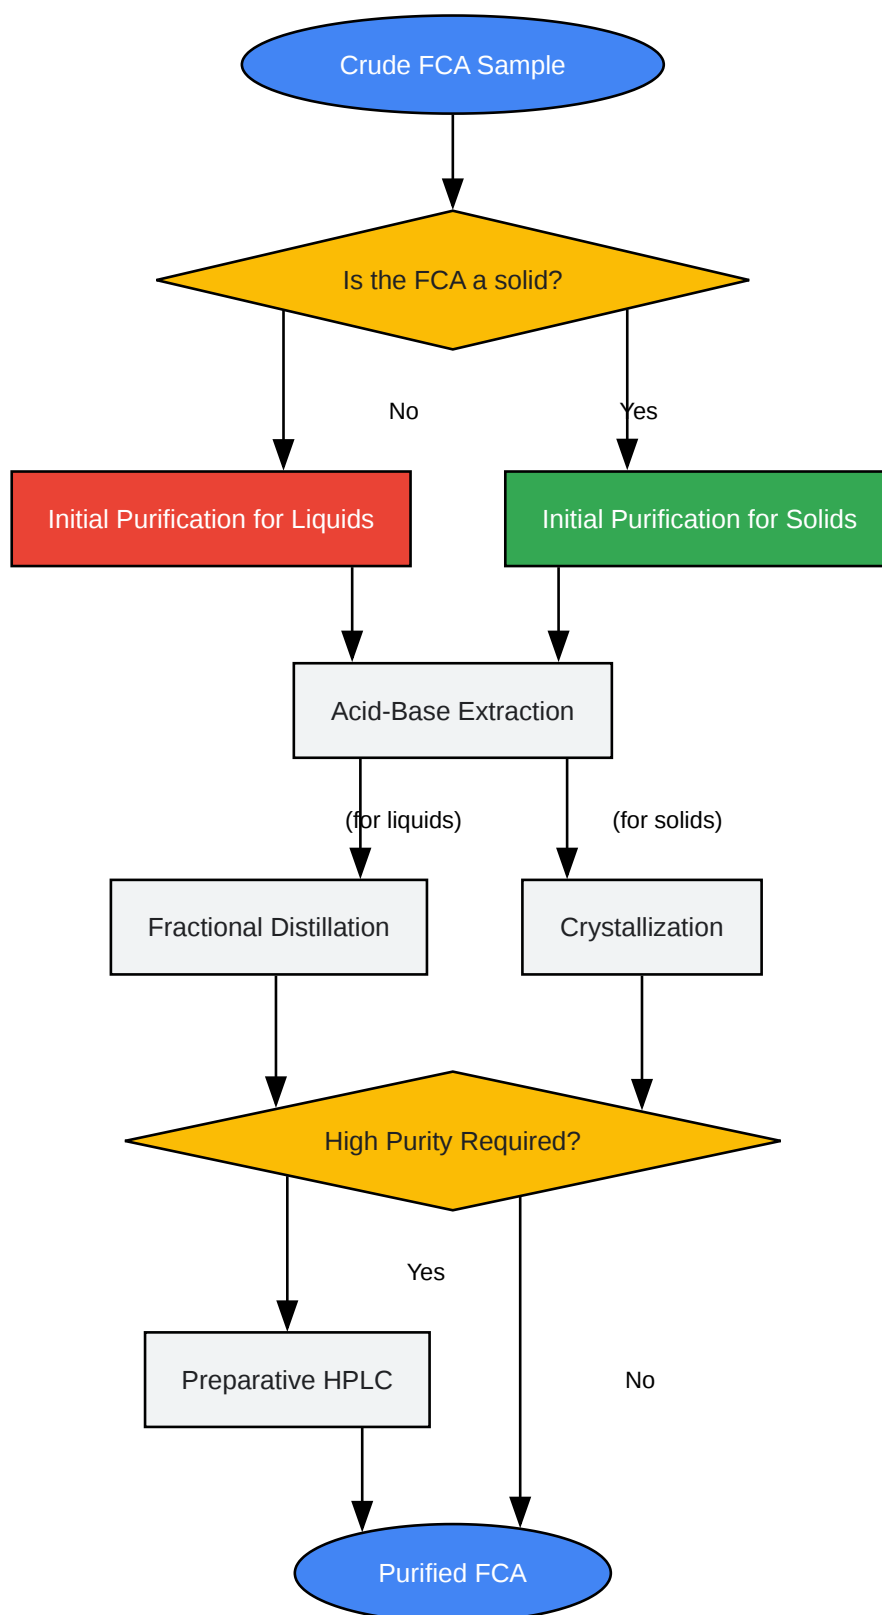 Crude FCA Sample
Is the FCA a solid?
No
Yes
Initial Purification for Liquids
Initial Purification for Solids
Acid-Base Extraction
(for liquids)
(for solids)
Fractional Distillation
Crystallization
High Purity Required?
Yes
Preparative HPLC
No
Purified FCA